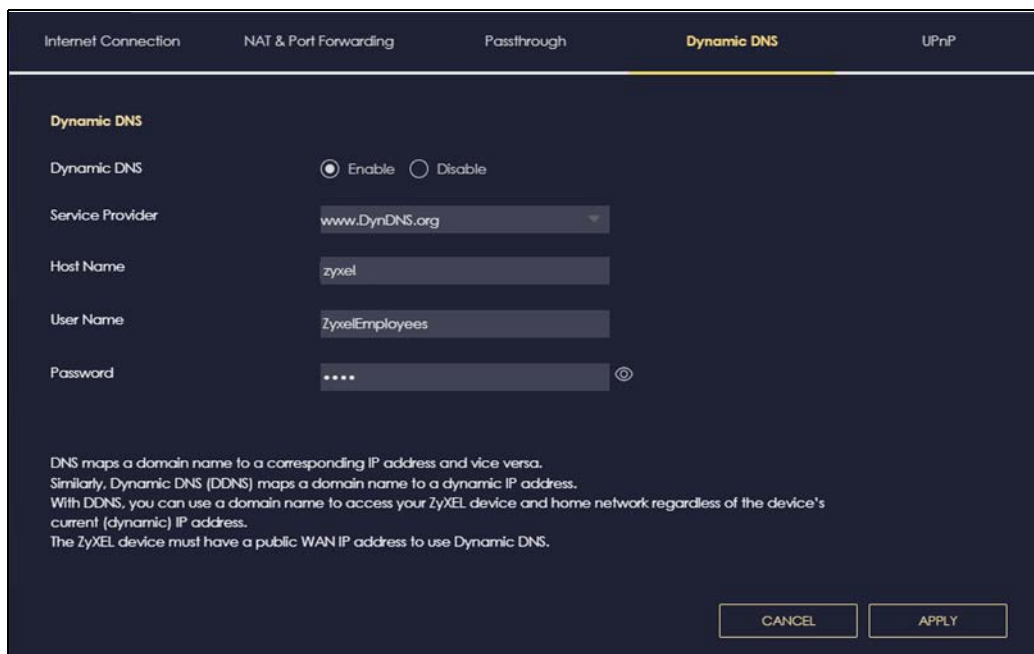 Internet Connection NAT & Port Forwarding Passthrough Dynamic DNS UPnP
Dynamic DNS
Dynamic DNS Enable Disable
Service Provider www.DynDNS.org
Host Name zyxel
User Name ZyxelEmployees
Password ••••
DNS maps a domain name to a corresponding IP address and vice versa.
Similarly, Dynamic DNS (DDNS) maps a domain name to a dynamic IP address.
With DDNS, you can use a domain name to access your ZyXEL device and home network regardless of the device's
current (dynamic) IP address.
The ZyXEL device must have a public WAN IP address to use Dynamic DNS.
CANCEL APPLY